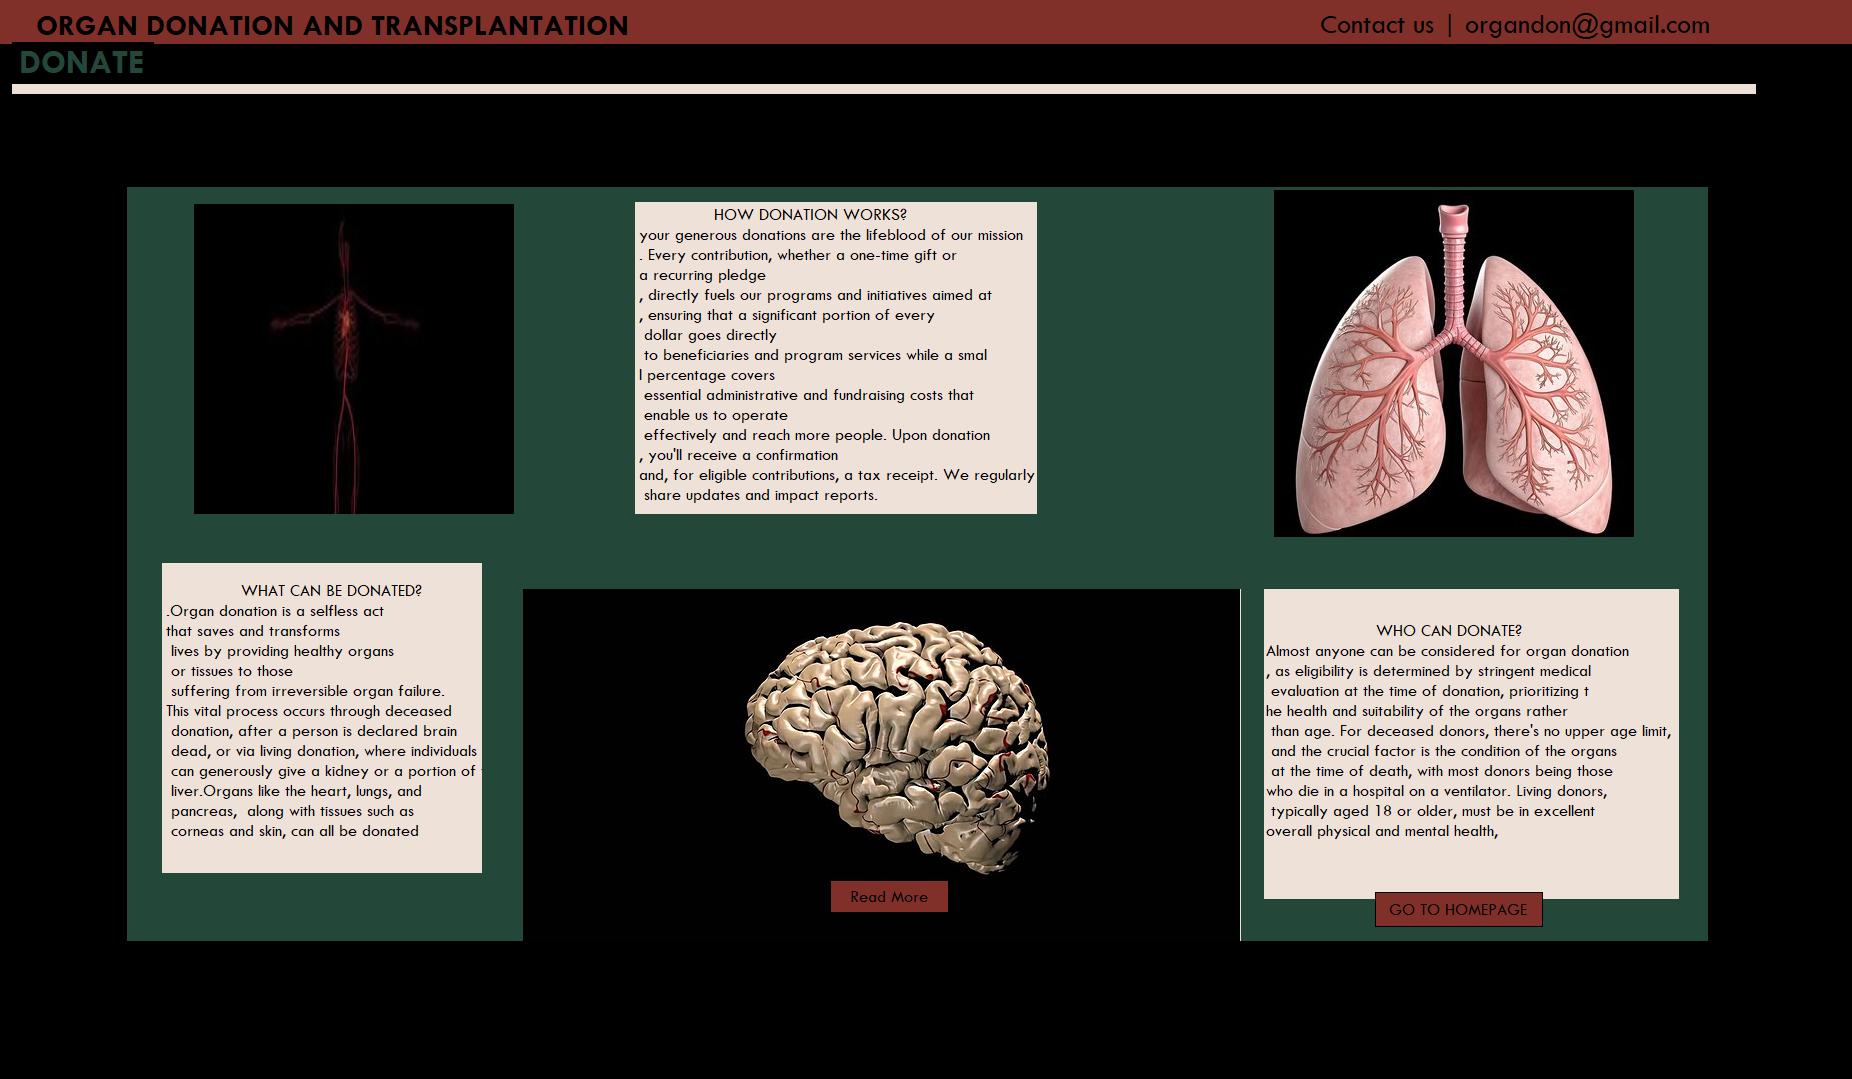 ORGAN DONATION AND TRANSPLANTATION
Contact us | organdon@gmail.com
DONATE
HOW DONATION WORKS?
your generous donations are the lifeblood of our mission
. Every contribution, whether a one-time gift or
a recurring pledge
, directly fuels our programs and initiatives aimed at
, ensuring that a significant portion of every
dollar goes directly
to beneficiaries and program services while a smal
l percentage covers
essential administrative and fundraising costs that
enable us to operate
effectively and reach more people. Upon donation
, you'll receive a confirmation
and, for eligible contributions, a tax receipt. We regularly
share updates and impact reports.
WHAT CAN BE DONATED?
.Organ donation is a selfless act
that saves and transforms
lives by providing healthy organs
or tissues to those
suffering from irreversible organ failure.
This vital process occurs through deceased
donation, after a person is declared brain
dead, or via living donation, where individuals
can generously give a kidney or a portion of
liver.Organs like the heart, lungs, and
pancreas,  along with tissues such as
corneas and skin, can all be donated
WHO CAN DONATE?
Almost anyone can be considered for organ donation
, as eligibility is determined by stringent medical
evaluation at the time of donation, prioritizing t
he health and suitability of the organs rather
than age. For deceased donors, there's no upper age limit,
and the crucial factor is the condition of the organs
at the time of death, with most donors being those
who die in a hospital on a ventilator. Living donors,
typically aged 18 or older, must be in excellent
overall physical and mental health,
Read More
GO TO HOMEPAGE